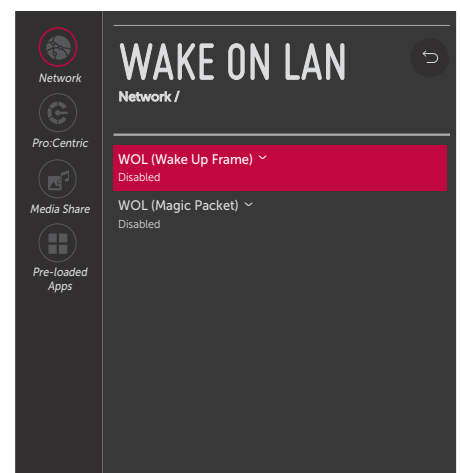 Network
Pro:Centric
Media Share
Pre-loaded
Apps
WAKE ON LAN
Network /
WOL (Wake Up Frame)
Disabled
WOL (Magic Packet)
Disabled